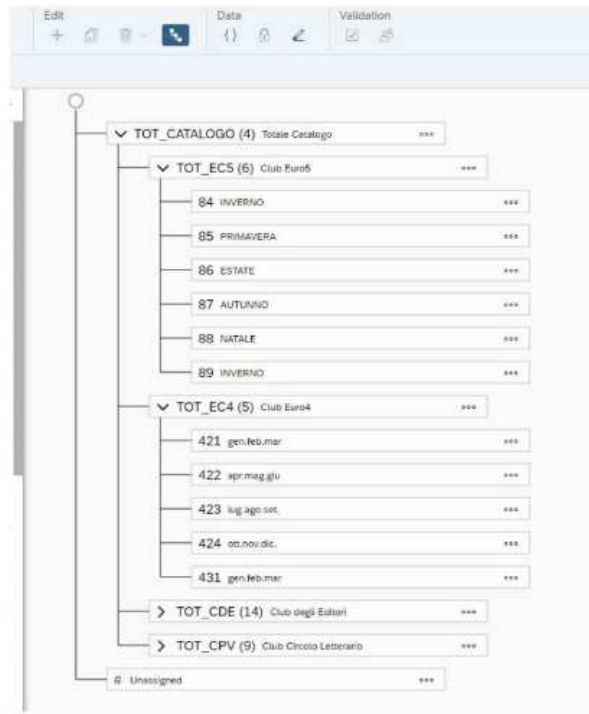 Edit Data Validation
TOT_CATALOGO (4) Totale Catalogo
TOT_EC5 (6) Club Euro5
84 INVERNO
85 PRIMAVERA
86 ESTATE
87 AUTUNNO
88 NATALE
89 INVERNO
TOT_EC4 (5) Club Euro4
421 gen.feb.mar
422 apr.mag.giu
423 lug.ago.set.
424 ott.nov.dic.
431 gen.feb.mar
TOT_CDE (14) Club degli Editori
TOT_CPV (9) Club Circolo Letterario
# Unassigned